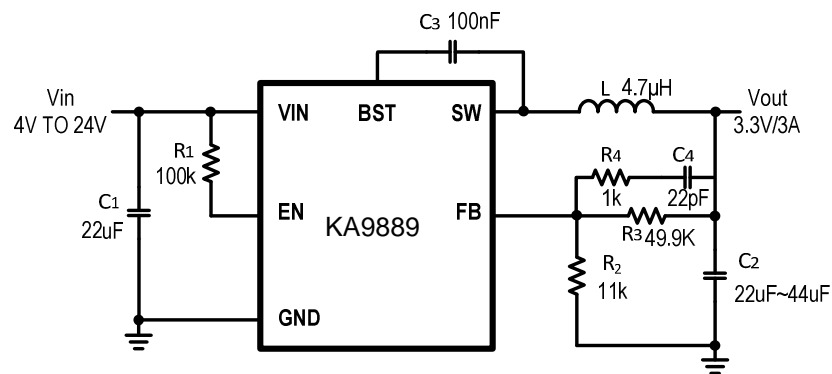 C3 100nF
Vin
4V TO 24V
VIN
BST
SW
L 4.7µH
Vout
3.3V/3A
R1
100k
R4
1k
C4
22pF
C1
22uF
EN
KA9889
FB
R3 49.9K
R2
11k
C2
22uF~44uF
GND